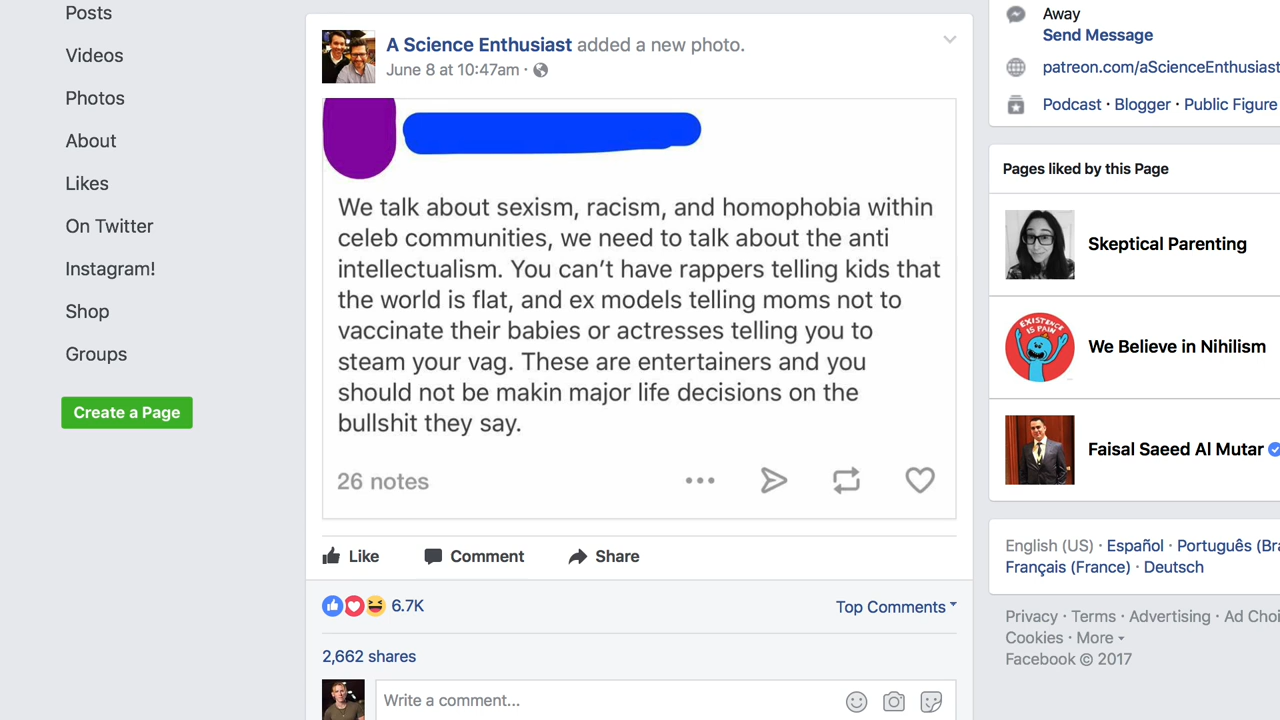 Posts
Videos
Photos
About
Likes
On Twitter
Instagram!
Shop
Groups
Create a Page
A Science Enthusiast added a new photo.
June 8 at 10:47am ·
We talk about sexism, racism, and homophobia within
celeb communities, we need to talk about the anti
intellectualism. You can't have rappers telling kids that
the world is flat, and ex models telling moms not to
vaccinate their babies or actresses telling you to
steam your vag. These are entertainers and you
should not be makin major life decisions on the
bullshit they say.
26 notes
Like Comment Share
6.7K Top Comments
2,662 shares
Write a comment...
Away
Send Message
patreon.com/aScienceEnthusiast
Podcast · Blogger · Public Figure
Pages liked by this Page
Skeptical Parenting
EXISTENCE
IS PAIN
We Believe in Nihilism
Faisal Saeed Al Mutar
English (US) · Español · Português (Bra
Français (France) · Deutsch
Privacy · Terms · Advertising · Ad Choi
Cookies · More
Facebook © 2017